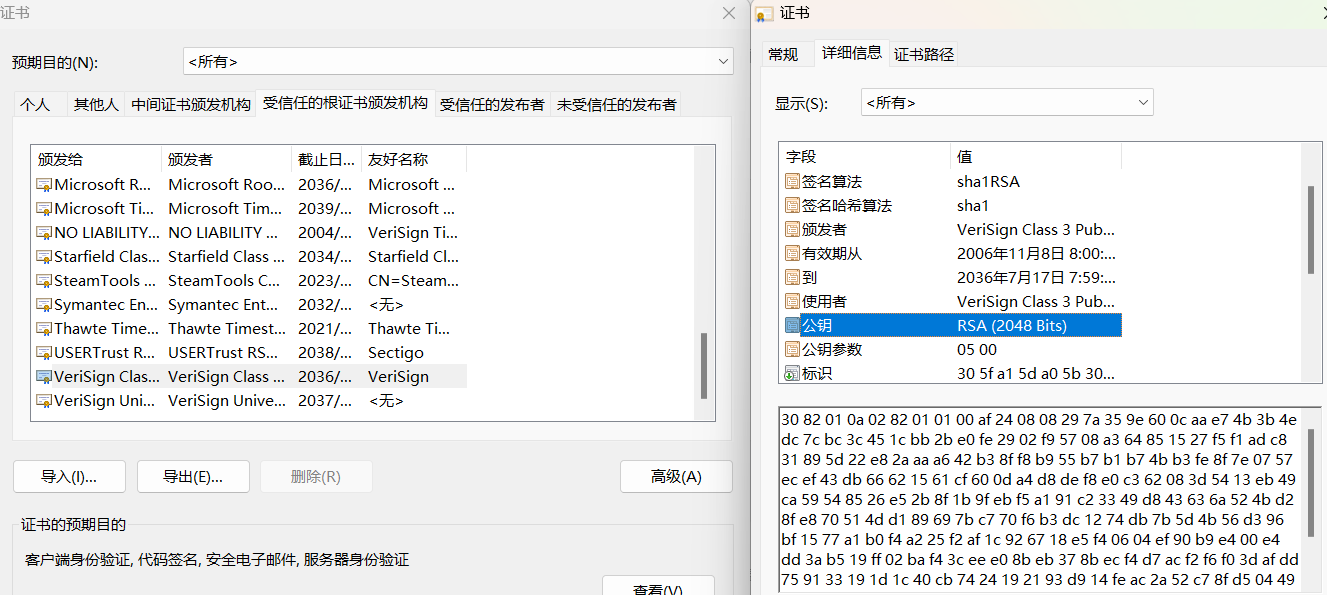 证书
预期目的(N):
<所有>
个人
其他人
中间证书颁发机构
受信任的根证书颁发机构
受信任的发布者
未受信任的发布者
颁发给 颁发者 截止日... 友好名称
Microsoft R... Microsoft Roo... 2036/... Microsoft ...
Microsoft Ti... Microsoft Tim... 2039/... Microsoft ...
NO LIABILITY... NO LIABILITY ... 2004/... VeriSign Ti...
Starfield Clas... Starfield Class ... 2034/... Starfield Cl...
SteamTools ... SteamTools C... 2023/... CN=Steam...
Symantec En... Symantec Ent... 2032/... <无>
Thawte Time... Thawte Timest... 2021/... Thawte Ti...
USERTrust R... USERTrust RS... 2038/... Sectigo
VeriSign Clas... VeriSign Class ... 2036/... VeriSign
VeriSign Uni... VeriSign Unive... 2037/... <无>
导入(I)...
导出(E)...
删除(R)
高级(A)
证书的预期目的
客户端身份验证, 代码签名, 安全电子邮件, 服务器身份验证
查看(V)
证书
常规
详细信息
证书路径
显示(S):
<所有>
字段 值
签名算法 sha1RSA
签名哈希算法 sha1
颁发者 VeriSign Class 3 Pub...
有效期从 2006年11月8日 8:00:...
到 2036年7月17日 7:59:...
使用者 VeriSign Class 3 Pub...
公钥 RSA (2048 Bits)
公钥参数 05 00
标识 30 5f a1 5d a0 5b 30...
30 82 01 0a 02 82 01 01 00 af 24 08 08 29 7a 35 9e 60 0c aa e7 4b 3b 4e
dc 7c bc 3c 45 1c bb 2b e0 fe 29 02 f9 57 08 a3 64 85 15 27 f5 f1 ad c8
31 89 5d 22 e8 2a aa a6 42 b3 8f f8 b9 55 b7 b1 b7 4b b3 fe 8f 7e 07 57
ec ef 43 db 66 62 15 61 cf 60 0d a4 d8 de f8 e0 c3 62 08 3d 54 13 eb 49
ca 59 54 85 26 e5 2b 8f 1b 9f eb f5 a1 91 c2 33 49 d8 43 63 6a 52 4b d2
8f e8 70 51 4d d1 89 69 7b c7 70 f6 b3 dc 12 74 db 7b 5d 4b 56 d3 96
bf 15 77 a1 b0 f4 a2 25 f2 af 1c 92 67 18 e5 f4 06 04 ef 90 b9 e4 00 e4
dd 3a b5 19 ff 02 ba f4 3c ee e0 8b eb 37 8b ec f4 d7 ac f2 f6 f0 3d af dd
75 91 33 19 1d 1c 40 cb 74 24 19 21 93 d9 14 fe ac 2a 52 c7 8f d5 04 49